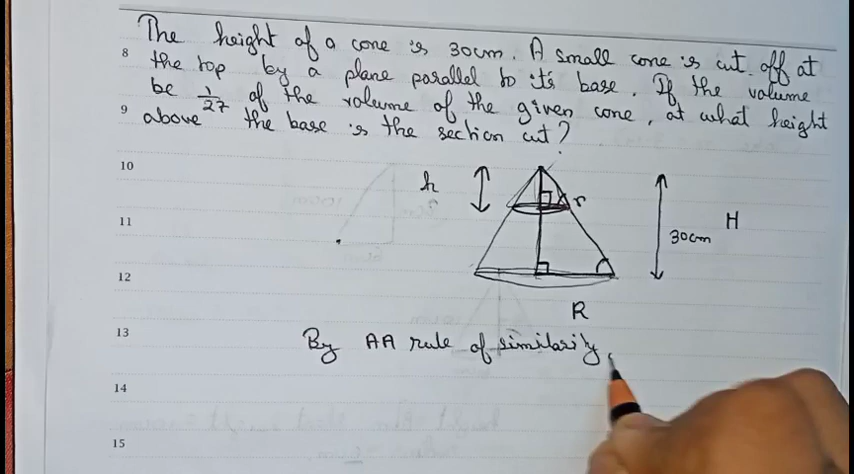 The height of a cone is 30cm. A small cone is cut off at
8
the top by a plane parallel to its base. If the volume
be 1/27 of the volume of the given cone, at what height
9
above the base is the section cut?
10
h
r
11
30cm
H
12
R
13
By AA rule of similarity,
14
15